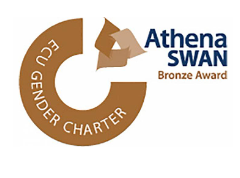 ECU GENDER CHARTER
Athena
SWAN
Bronze Award